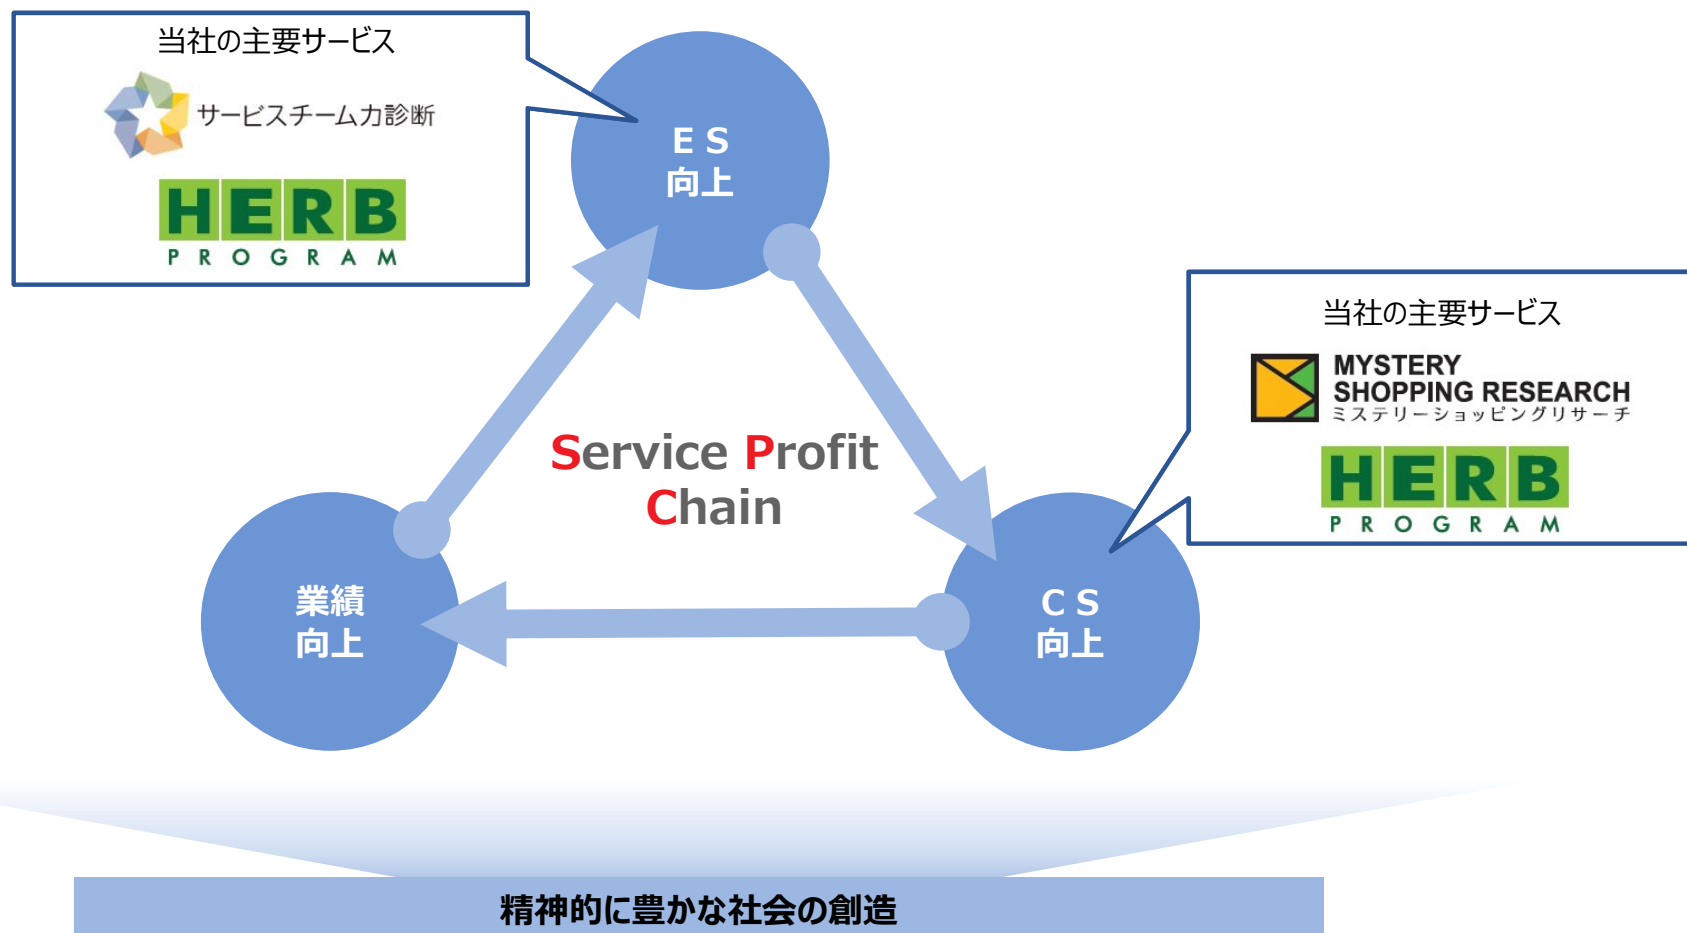 当社の主要サービス
サービスチーム力診断
HERB
PROGRAM
ES
向上
当社の主要サービス
MYSTERY
SHOPPING RESEARCH
ミステリーショッピングリサーチ
HERB
PROGRAM
Service Profit
Chain
業績
向上
CS
向上
精神的に豊かな社会の創造